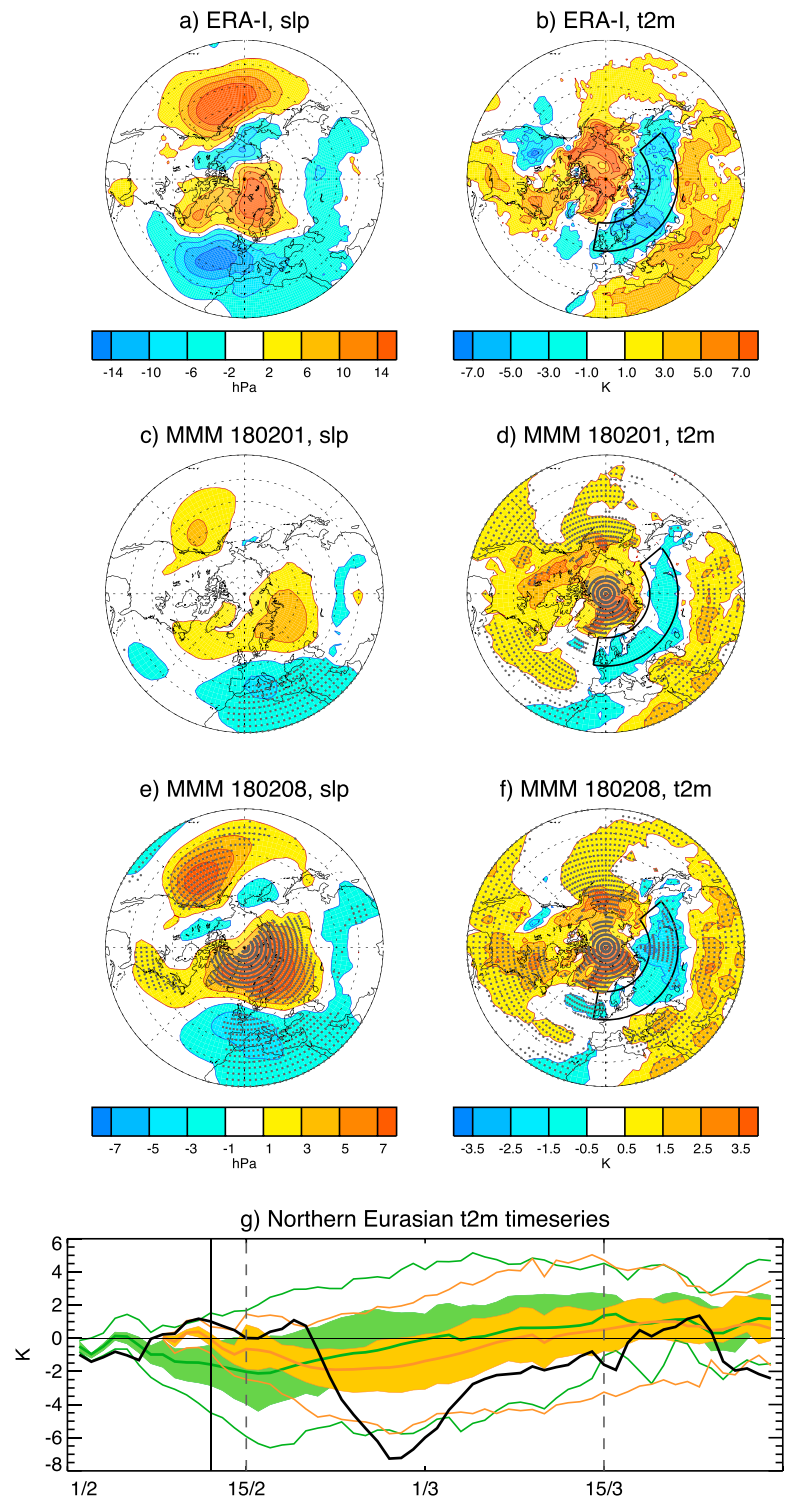 a) ERA-I, slp
b) ERA-I, t2m
-14 -10 -6 -2 2 6 10 14
hPa
-7.0 -5.0 -3.0 -1.0 1.0 3.0 5.0 7.0
K
c) MMM 180201, slp
d) MMM 180201, t2m
e) MMM 180208, slp
f) MMM 180208, t2m
-7 -5 -3 -1 1 3 5 7
hPa
-3.5 -2.5 -1.5 -0.5 0.5 1.5 2.5 3.5
K
g) Northern Eurasian t2m timeseries
6
4
2
0
-2
-4
-6
-8
K
1/2 15/2 1/3 15/3